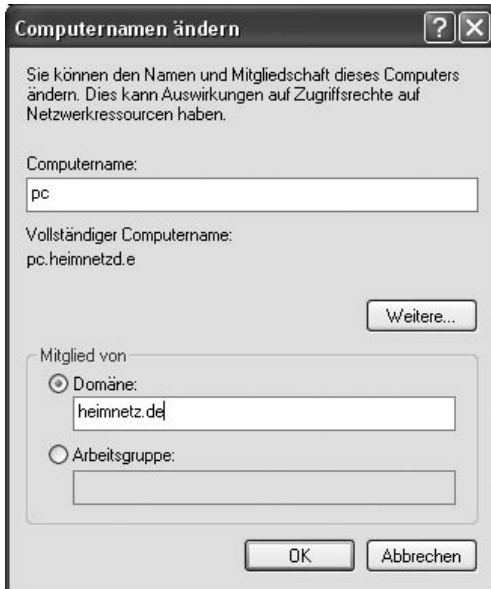 Computernamen ändern
Sie können den Namen und Mitgliedschaft dieses Computers
ändern. Dies kann Auswirkungen auf Zugriffsrechte auf
Netzwerkressourcen haben.
Computername:
pc
Vollständiger Computername:
pc.heimnetzd.e
Weitere...
Mitglied von
Domäne:
heimnetz.de
Arbeitsgruppe:
OK
Abbrechen